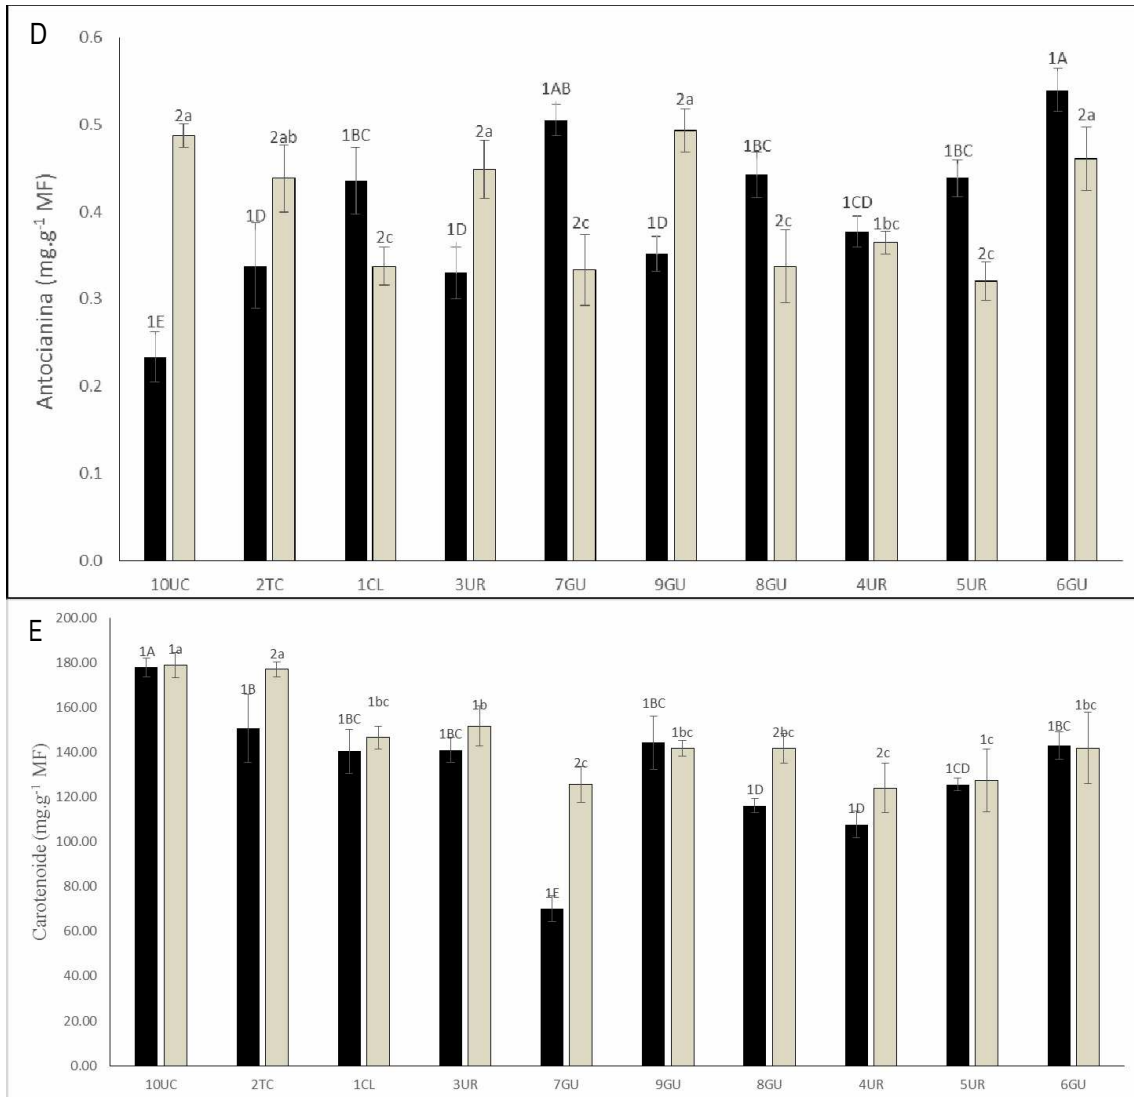 D
Antocianina (mg.g⁻¹ MF)
0.6
0.5
0.4
0.3
0.2
0.1
0.0
1E 2a 1D 2ab 1BC 2c 1D 2a 1AB 2c 1D 2a 1BC 2c 1CD 1bc 1BC 2c 1A 2a
10UC 2TC 1CL 3UR 7GU 9GU 8GU 4UR 5UR 6GU
E
Carotenoide (mg.g⁻¹ MF)
200.00
180.00
160.00
140.00
120.00
100.00
80.00
60.00
40.00
20.00
0.00
1A 1a 1B 2a 1BC 1bc 1BC 1b 1E 2c 1BC 1bc 1D 2bc 1D 2c 1CD 1c 1BC 1bc
10UC 2TC 1CL 3UR 7GU 9GU 8GU 4UR 5UR 6GU